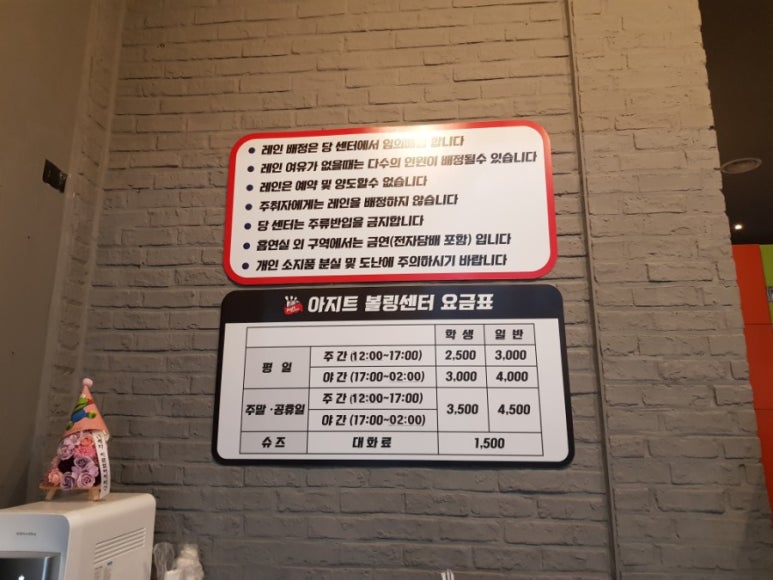 레인 배정은 당 센터에서 임의배정 합니다
레인 여유가 없을때는 다수의 인원이 배정될수 있습니다
레인은 예약 및 양도할수 없습니다
주취자에게는 레인을 배정하지 않습니다
당 센터는 주류반입을 금지합니다
흡연실 외 구역에서는 금연(전자담배 포함) 입니다
개인 소지품 분실 및 도난에 주의하시기 바랍니다
아지트 볼링센터 요금표
학생 일반
평일 주간 (12:00~17:00) 2,500 3,000
야간 (17:00~02:00) 3,000 4,000
주말·공휴일 주간 (12:00~17:00) 3,500 4,500
야간 (17:00~02:00)
슈즈 대화료 1,500